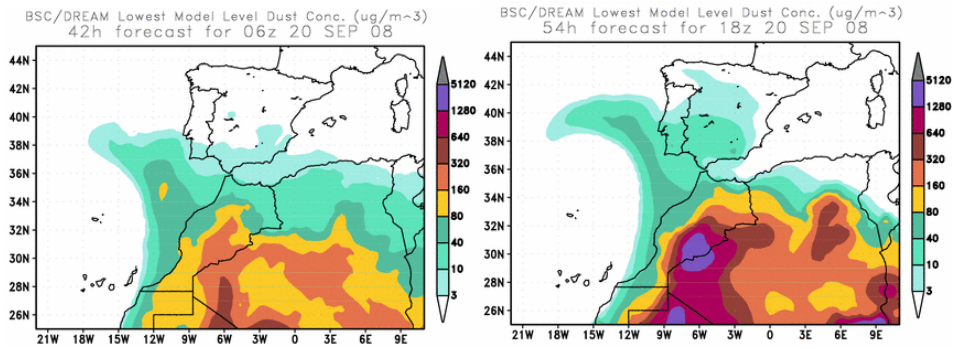 BSC/DREAM Lowest Model Level Dust Conc. (ug/m^3)
42h forecast for 06z 20 SEP 08
44N
42N
40N
38N
36N
34N
32N
30N
28N
26N
21W 18W 15W 12W 9W 6W 3W 0 3E 6E 9E
5120
1280
640
320
160
80
40
10
3
BSC/DREAM Lowest Model Level Dust Conc. (ug/m^3)
54h forecast for 18z 20 SEP 08
44N
42N
40N
38N
36N
34N
32N
30N
28N
26N
21W 18W 15W 12W 9W 6W 3W 0 3E 6E 9E
5120
1280
640
320
160
80
40
10
3